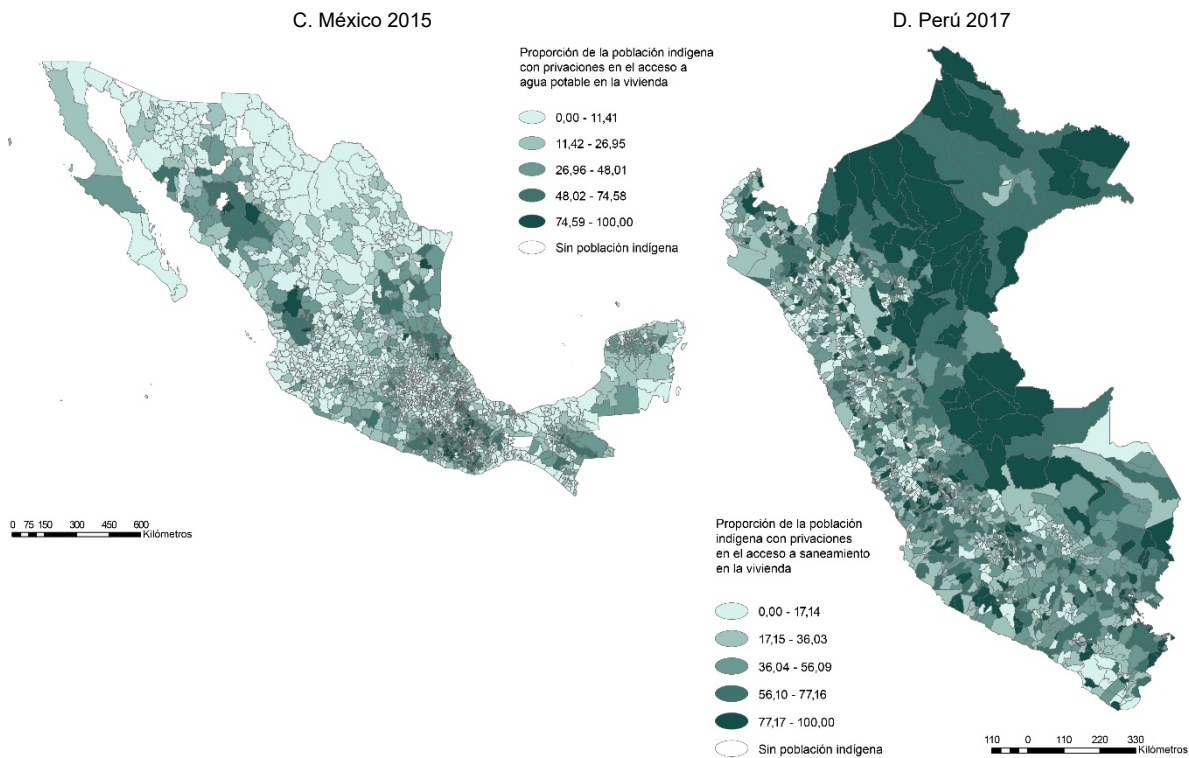 C. México 2015
Proporción de la población indígena
con privaciones en el acceso a
agua potable en la vivienda
0,00 - 11,41
11,42 - 26,95
26,96 - 48,01
48,02 - 74,58
74,59 - 100,00
Sin población indígena
0 75 150 300 450 600
Kilómetros
D. Perú 2017
Proporción de la población
indígena con privaciones
en el acceso a saneamiento
en la vivienda
0,00 - 17,14
17,15 - 36,03
36,04 - 56,09
56,10 - 77,16
77,17 - 100,00
Sin población indígena
110 0 110 220 330
Kilómetros